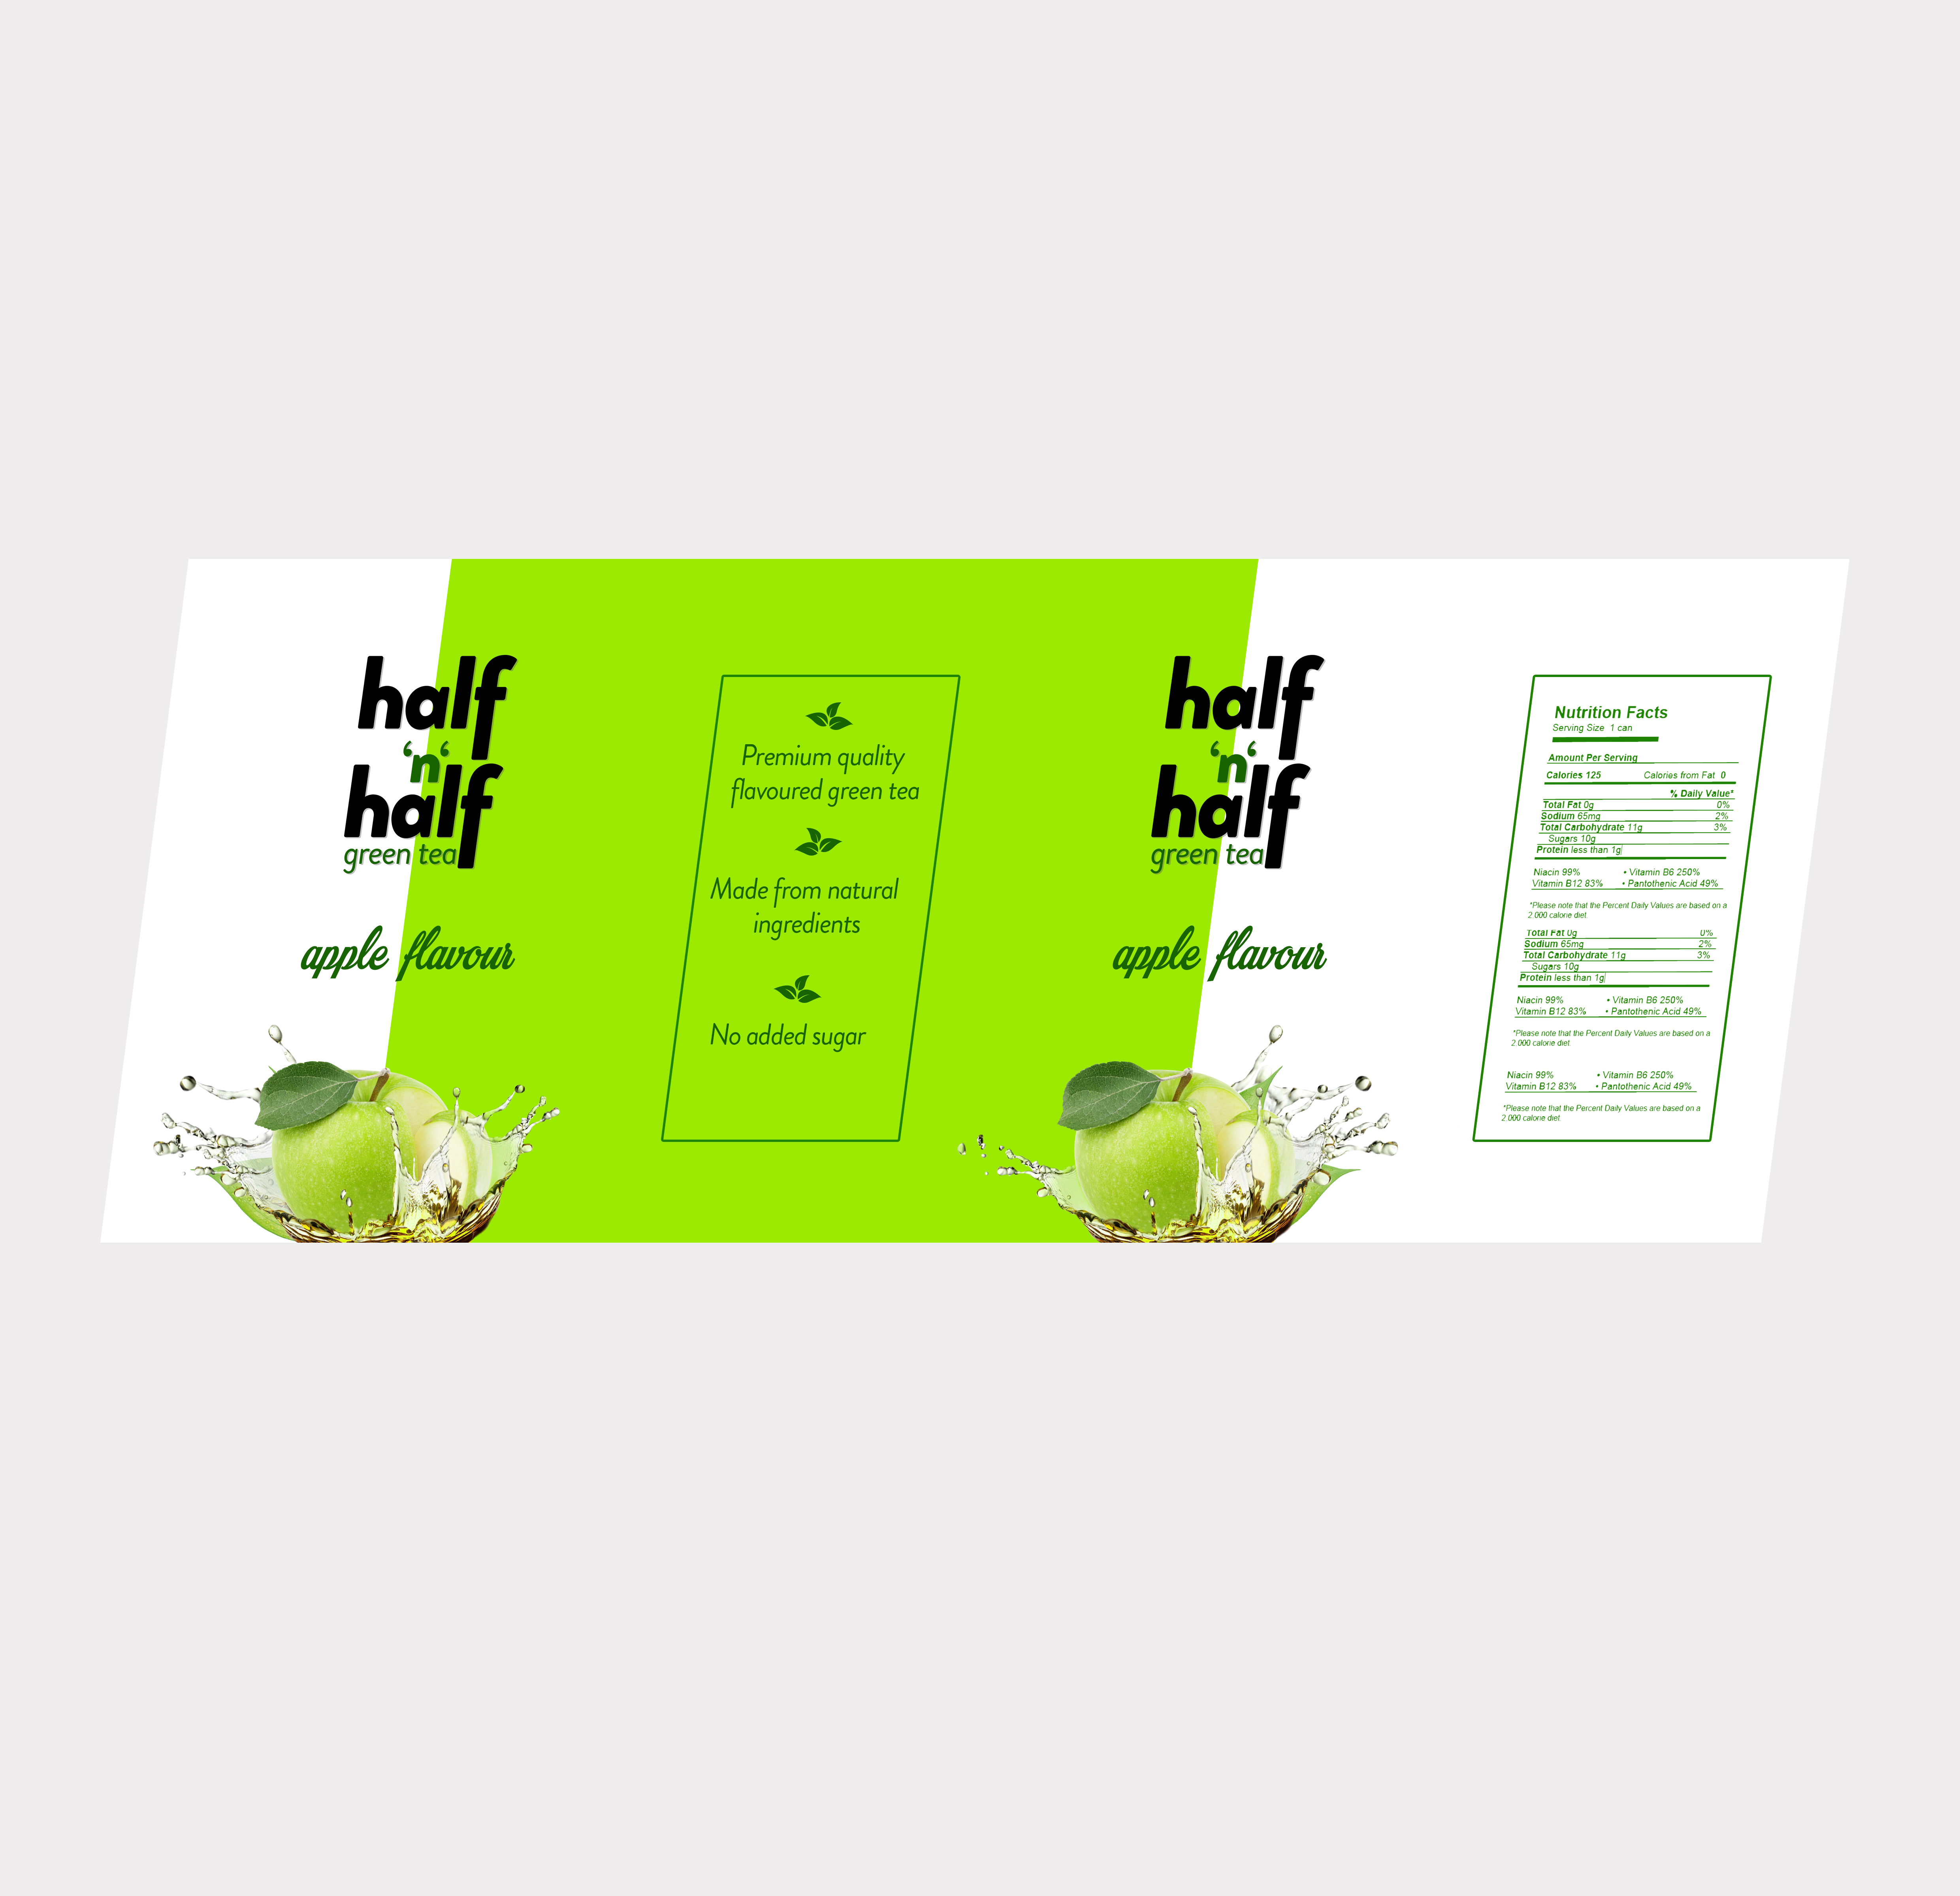 half
‘n‘
half
green tea
apple flavour
Premium quality
flavoured green tea
Made from natural
ingredients
No added sugar
half
‘n‘
half
green tea
apple flavour
Nutrition Facts
Serving Size 1 can
Amount Per Serving
Calories 125 Calories from Fat 0
% Daily Value*
Total Fat 0g 0%
Sodium 65mg 2%
Total Carbohydrate 11g 3%
Sugars 10g
Protein less than 1g
Niacin 99% • Vitamin B6 250%
Vitamin B12 83% • Pantothenic Acid 49%
*Please note that the Percent Daily Values are based on a
2.000 calorie diet
Total Fat 0g 0%
Sodium 65mg 2%
Total Carbohydrate 11g 3%
Sugars 10g
Protein less than 1g
Niacin 99% • Vitamin B6 250%
Vitamin B12 83% • Pantothenic Acid 49%
*Please note that the Percent Daily Values are based on a
2.000 calorie diet
Niacin 99% • Vitamin B6 250%
Vitamin B12 83% • Pantothenic Acid 49%
*Please note that the Percent Daily Values are based on a
2.000 calorie diet.